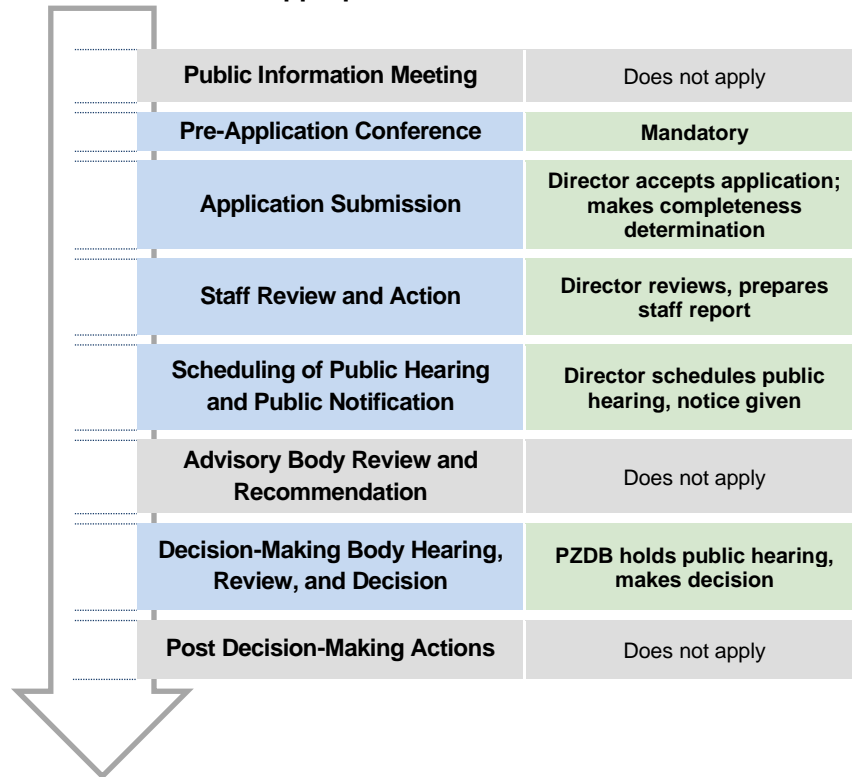 Public Information Meeting
Does not apply
Pre-Application Conference
Mandatory
Application Submission
Director accepts application;
makes completeness
determination
Staff Review and Action
Director reviews, prepares
staff report
Scheduling of Public Hearing
and Public Notification
Director schedules public
hearing, notice given
Advisory Body Review and
Recommendation
Does not apply
Decision-Making Body Hearing,
Review, and Decision
PZDB holds public hearing,
makes decision
Post Decision-Making Actions
Does not apply